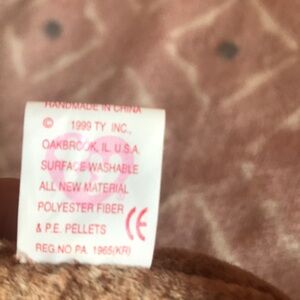 HANDMADE IN CHINA
© 1999 TY INC.,
OAKBROOK, IL. U.S.A.
SURFACE WASHABLE
ALL NEW MATERIAL
POLYESTER FIBER
& P.E. PELLETS CE
REG.NO PA. 1965(KR)